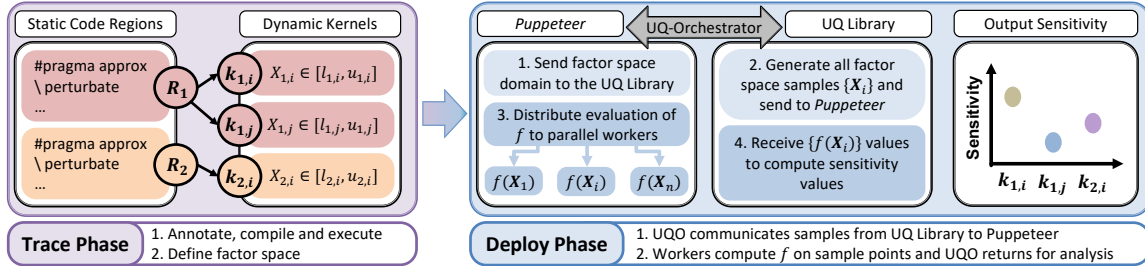 Static Code Regions
Dynamic Kernels
#pragma approx
\ perturbate
...
#pragma approx
\ perturbate
...
R₁
R₂
k₁,ᵢ
k₁,ⱼ
k₂,ᵢ
X₁,ᵢ ∈ [l₁,ᵢ, u₁,ᵢ]
X₁,ⱼ ∈ [l₁,ⱼ, u₁,ⱼ]
X₂,ᵢ ∈ [l₂,ᵢ, u₂,ᵢ]
Trace Phase
1. Annotate, compile and execute
2. Define factor space
Puppeteer
UQ-Orchestrator
UQ Library
Output Sensitivity
1. Send factor space
domain to the UQ Library
3. Distribute evaluation of
f to parallel workers
f(X₁)
f(Xᵢ)
f(Xₙ)
2. Generate all factor
space samples {Xᵢ} and
send to Puppeteer
4. Receive {f(Xᵢ)} values
to compute sensitivity
values
Sensitivity
k₁,ᵢ k₁,ⱼ k₂,ᵢ
Deploy Phase
1. UQO communicates samples from UQ Library to Puppeteer
2. Workers compute f on sample points and UQO returns for analysis